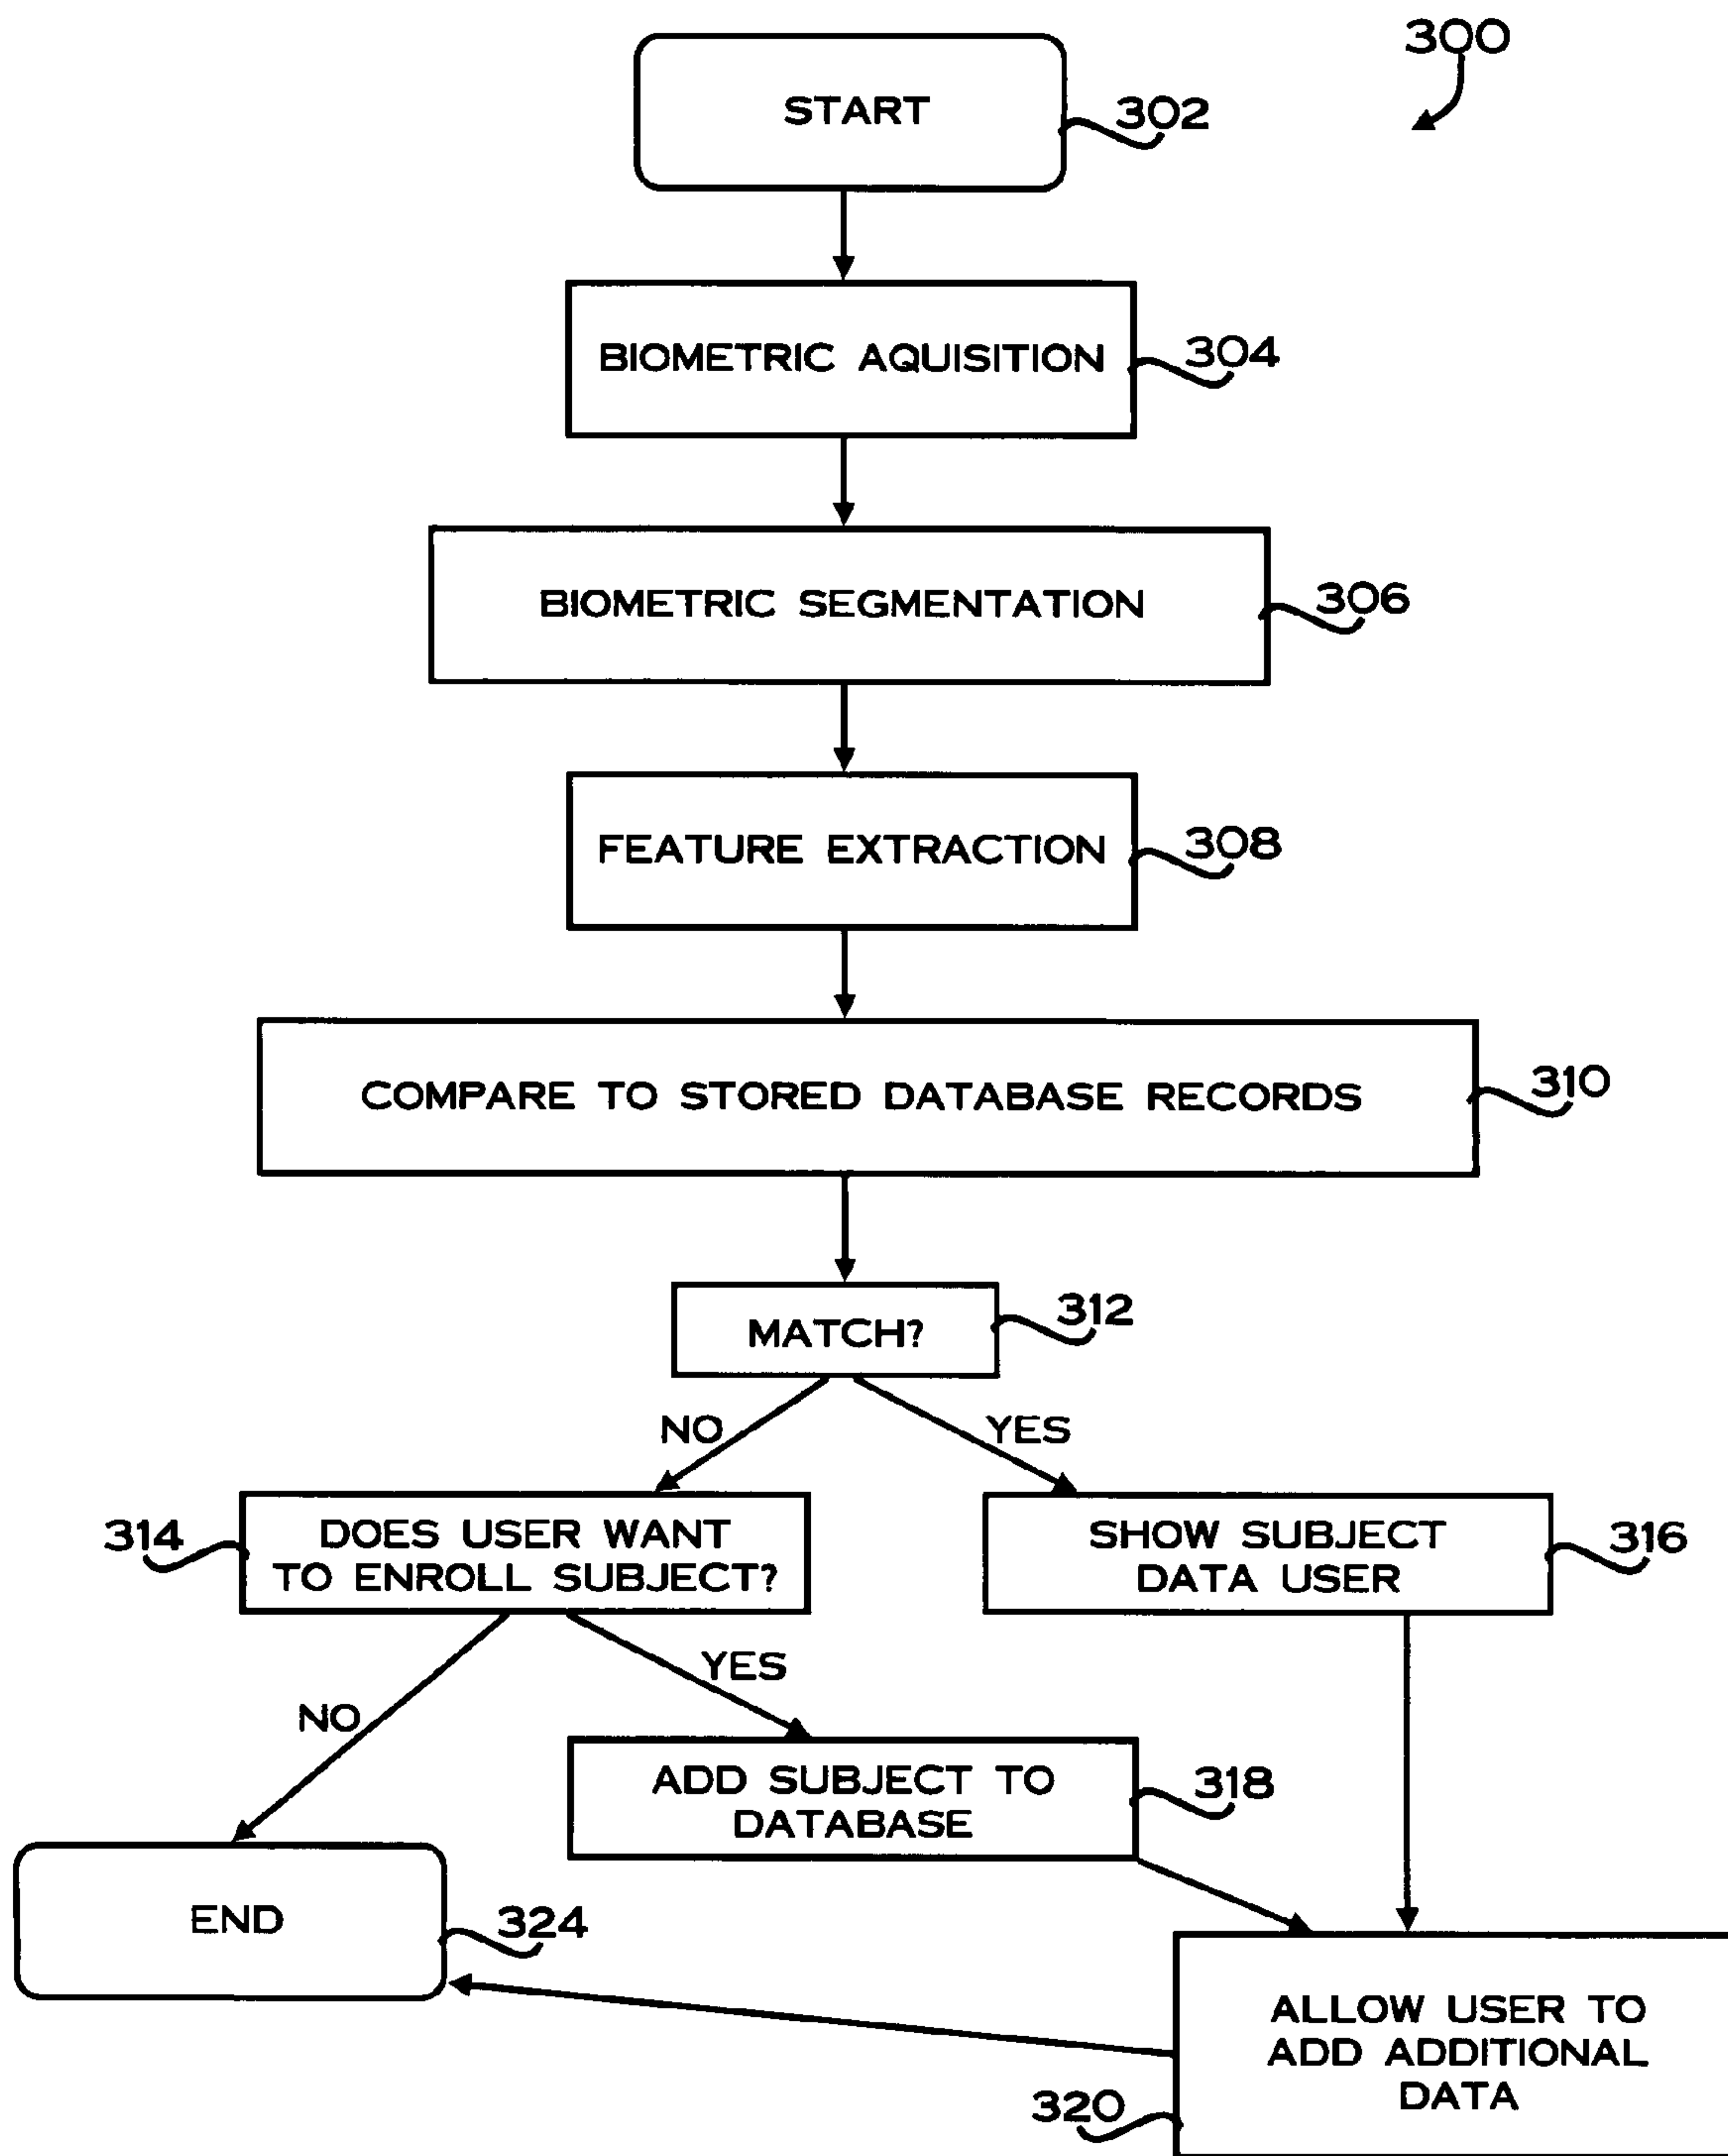 300
START
302
BIOMETRIC AQUISITION
304
BIOMETRIC SEGMENTATION
306
FEATURE EXTRACTION
308
COMPARE TO STORED DATABASE RECORDS
310
MATCH?
312
NO
YES
314
DOES USER WANT
TO ENROLL SUBJECT?
SHOW SUBJECT
DATA USER
316
NO
YES
ADD SUBJECT TO
DATABASE
318
END
324
ALLOW USER TO
ADD ADDITIONAL
DATA
320